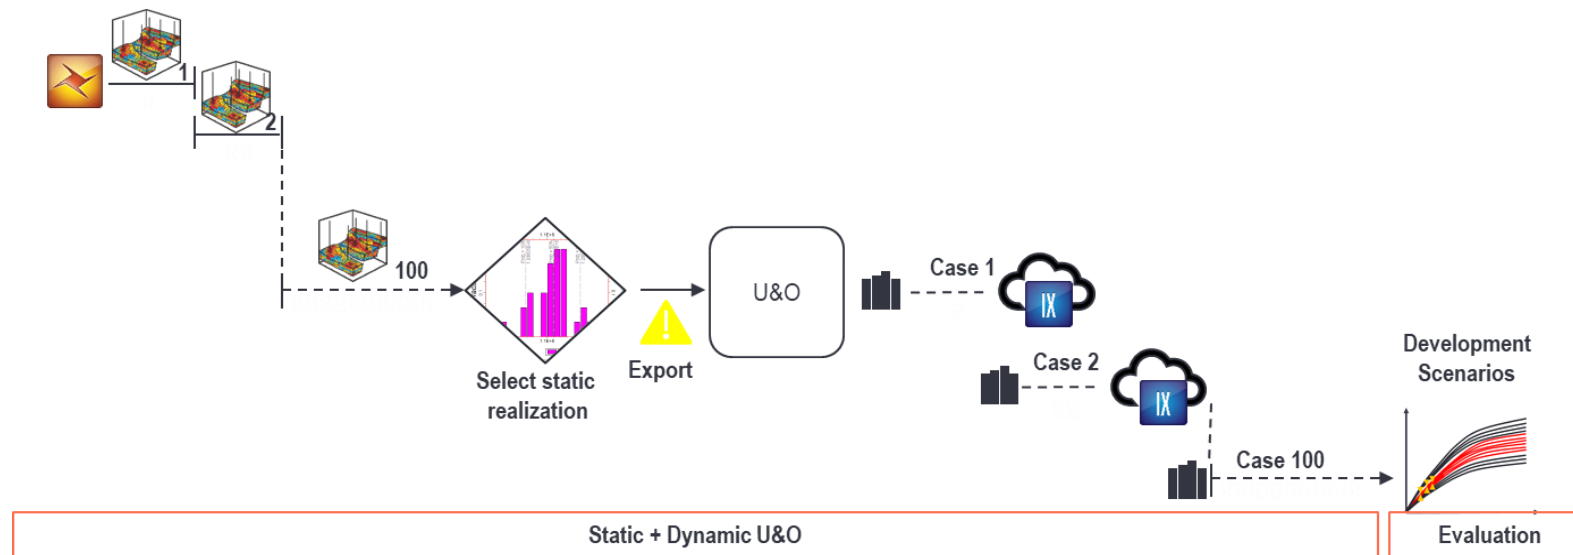 1
2
100
Select static
realization
Export
U&O
Case 1
IX
Case 2
IX
Case 100
Development
Scenarios
Static + Dynamic U&O
Evaluation